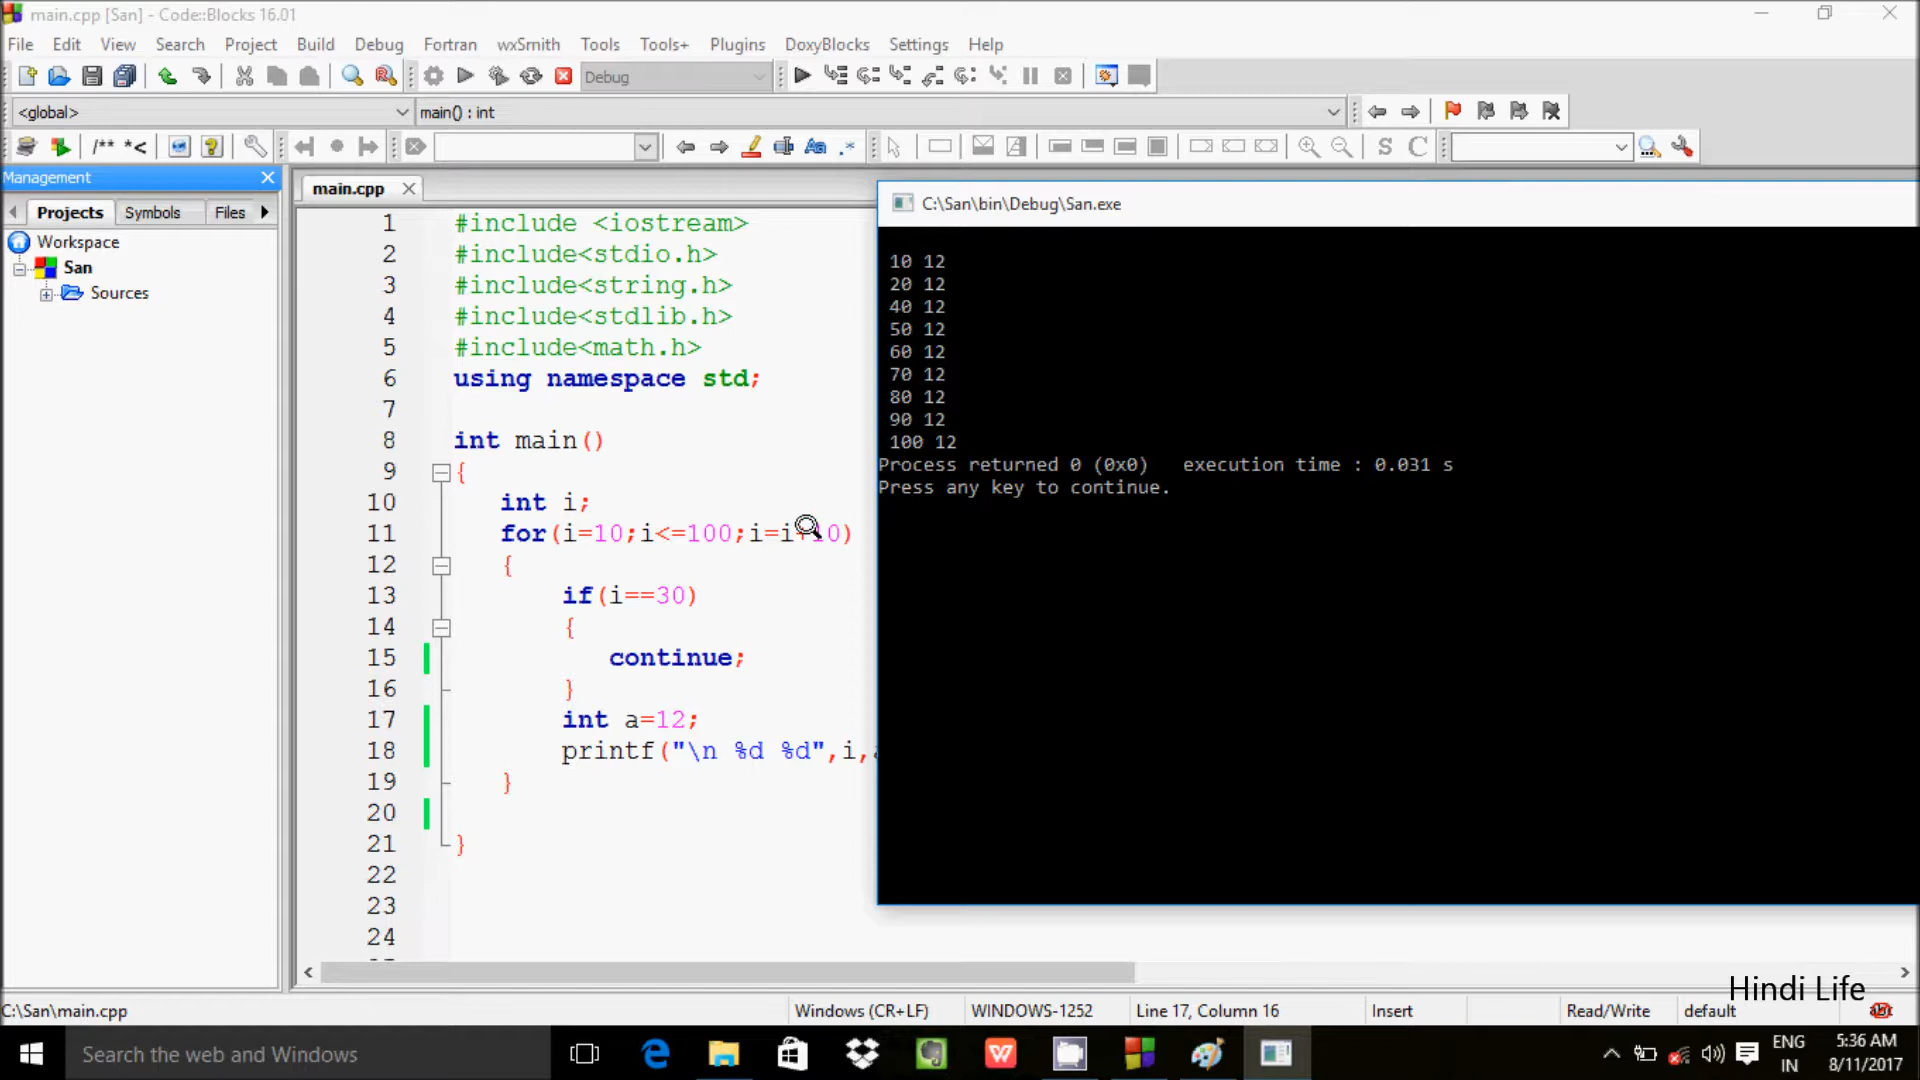 main.cpp [San] - Code::Blocks 16.01
File Edit View Search Project Build Debug Fortran wxSmith Tools Tools+ Plugins DoxyBlocks Settings Help
Debug
<global> main() : int
/** *< Aa .* S C
Management
Projects Symbols Files
Workspace
San
Sources
main.cpp
1 #include <iostream>
2 #include<stdio.h>
3 #include<string.h>
4 #include<stdlib.h>
5 #include<math.h>
6 using namespace std;
7
8 int main()
9 {
10 int i;
11 for(i=10;i<=100;i=i+10)
12 {
13 if(i==30)
14 {
15 continue;
16 }
17 int a=12;
18 printf("\n %d %d",i,
19 }
20
21 }
22
23
24
C:\San\bin\Debug\San.exe
10 12
20 12
40 12
50 12
60 12
70 12
80 12
90 12
100 12
Process returned 0 (0x0) execution time : 0.031 s
Press any key to continue.
Hindi Life
C:\San\main.cpp Windows (CR+LF) WINDOWS-1252 Line 17, Column 16 Insert Read/Write default
Search the web and Windows
ENG
IN
5:36 AM
8/11/2017